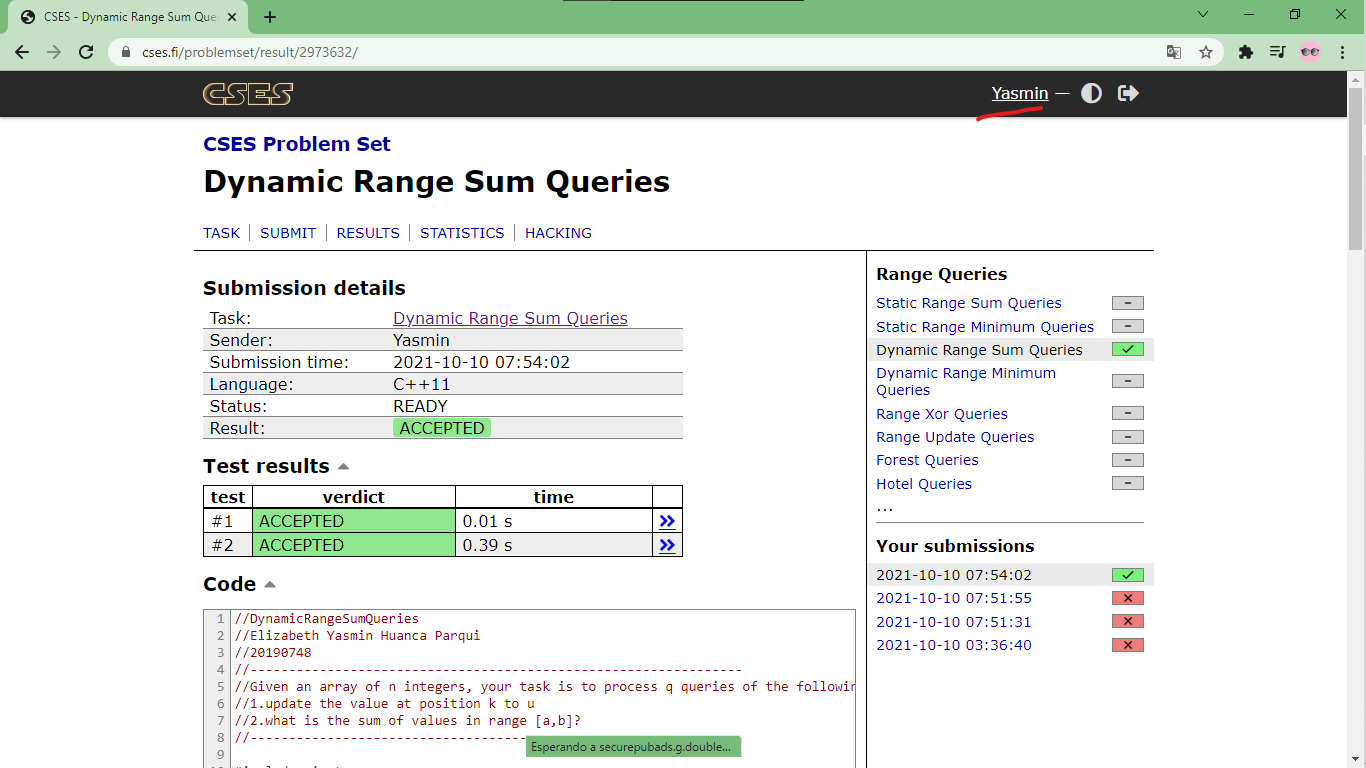 CSES - Dynamic Range Sum Que
cses.fi/problemset/result/2973632/
CSES
Yasmin —
CSES Problem Set
Dynamic Range Sum Queries
TASK
SUBMIT
RESULTS
STATISTICS
HACKING
Submission details
Task: Dynamic Range Sum Queries
Sender: Yasmin
Submission time: 2021-10-10 07:54:02
Language: C++11
Status: READY
Result: ACCEPTED
Test results
test verdict time
#1 ACCEPTED 0.01 s
#2 ACCEPTED 0.39 s
Code
1 //DynamicRangeSumQueries
2 //Elizabeth Yasmin Huanca Parqui
3 //20190748
4 //----------------------------------------------------------------
5 //Given an array of n integers, your task is to process q queries of the followin
6 //1.update the value at position k to u
7 //2.what is the sum of values in range [a,b]?
8 //------------------------------------
9
Esperando a securepubads.g.double...
Range Queries
Static Range Sum Queries
Static Range Minimum Queries
Dynamic Range Sum Queries
Dynamic Range Minimum
Queries
Range Xor Queries
Range Update Queries
Forest Queries
Hotel Queries
...
Your submissions
2021-10-10 07:54:02
2021-10-10 07:51:55
2021-10-10 07:51:31
2021-10-10 03:36:40